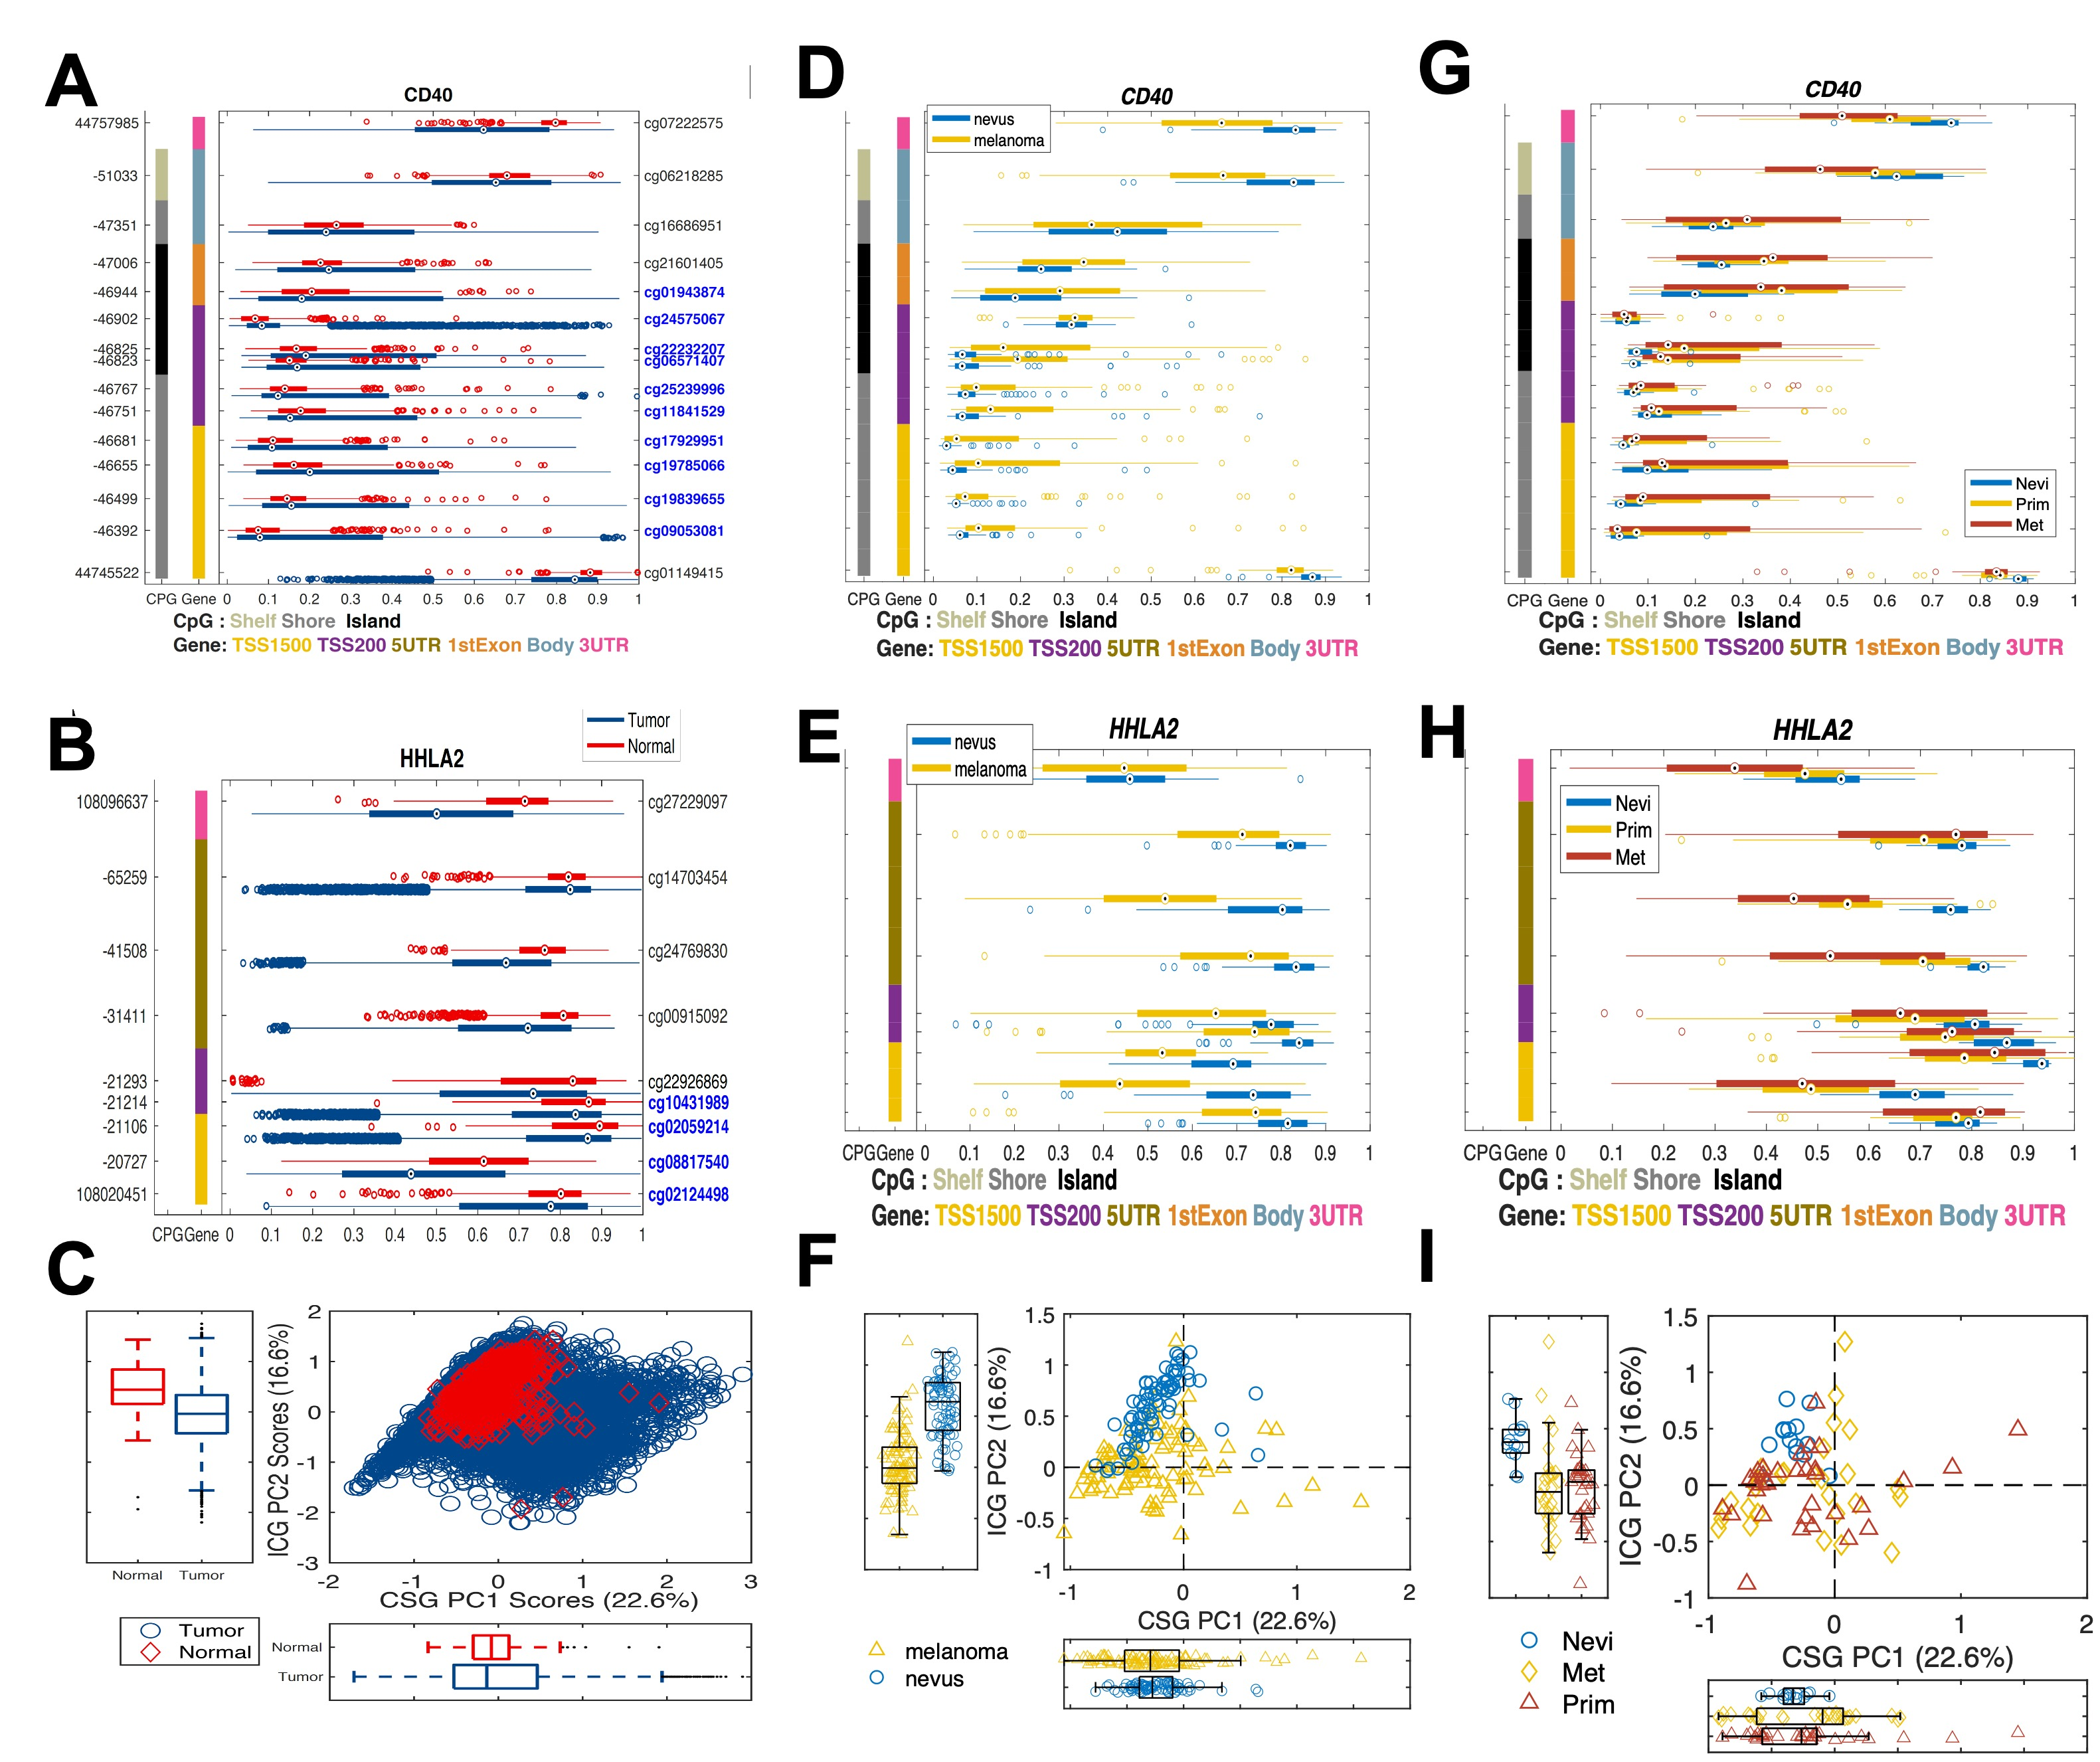 A
CD40
44757985
-51033
-47351
-47006
-46944
-46902
-46825
-46823
-46767
-46751
-46681
-46655
-46499
-46392
44745522
cg07222575
cg06218285
cg16686951
cg21601405
cg01943874
cg24575067
cg22232207
cg06571407
cg25239996
cg11841529
cg17929951
cg19785066
cg19839655
cg09053081
cg01149415
CPG Gene 0 0.1 0.2 0.3 0.4 0.5 0.6 0.7 0.8 0.9 1
CpG : Shelf Shore Island
Gene: TSS1500 TSS200 5UTR 1stExon Body 3UTR
D
CD40
nevus
melanoma
CPG Gene 0 0.1 0.2 0.3 0.4 0.5 0.6 0.7 0.8 0.9 1
CpG : Shelf Shore Island
Gene: TSS1500 TSS200 5UTR 1stExon Body 3UTR
G
CD40
Nevi
Prim
Met
CPG Gene 0 0.1 0.2 0.3 0.4 0.5 0.6 0.7 0.8 0.9 1
CpG : Shelf Shore Island
Gene: TSS1500 TSS200 5UTR 1stExon Body 3UTR
B
Tumor
Normal
HHLA2
108096637
-65259
-41508
-31411
-21293
-21214
-21106
-20727
108020451
cg27229097
cg14703454
cg24769830
cg00915092
cg22926869
cg10431989
cg02059214
cg08817540
cg02124498
CPGGene 0 0.1 0.2 0.3 0.4 0.5 0.6 0.7 0.8 0.9 1
E
HHLA2
nevus
melanoma
CPGGene 0 0.1 0.2 0.3 0.4 0.5 0.6 0.7 0.8 0.9 1
CpG : Shelf Shore Island
Gene: TSS1500 TSS200 5UTR 1stExon Body 3UTR
H
HHLA2
Nevi
Prim
Met
CPGGene 0 0.1 0.2 0.3 0.4 0.5 0.6 0.7 0.8 0.9 1
CpG : Shelf Shore Island
Gene: TSS1500 TSS200 5UTR 1stExon Body 3UTR
C
Normal Tumor
ICG PC2 Scores (16.6%)
2
1
0
-1
-2
-3
-2 -1 0 1 2 3
CSG PC1 Scores (22.6%)
Tumor
Normal
Normal
Tumor
F
ICG PC2 (16.6%)
1.5
1
0.5
0
-0.5
-1
-1 0 1 2
CSG PC1 (22.6%)
melanoma
nevus
I
ICG PC2 (16.6%)
1.5
1
0.5
0
-0.5
-1
-1 0 1 2
CSG PC1 (22.6%)
Nevi
Met
Prim